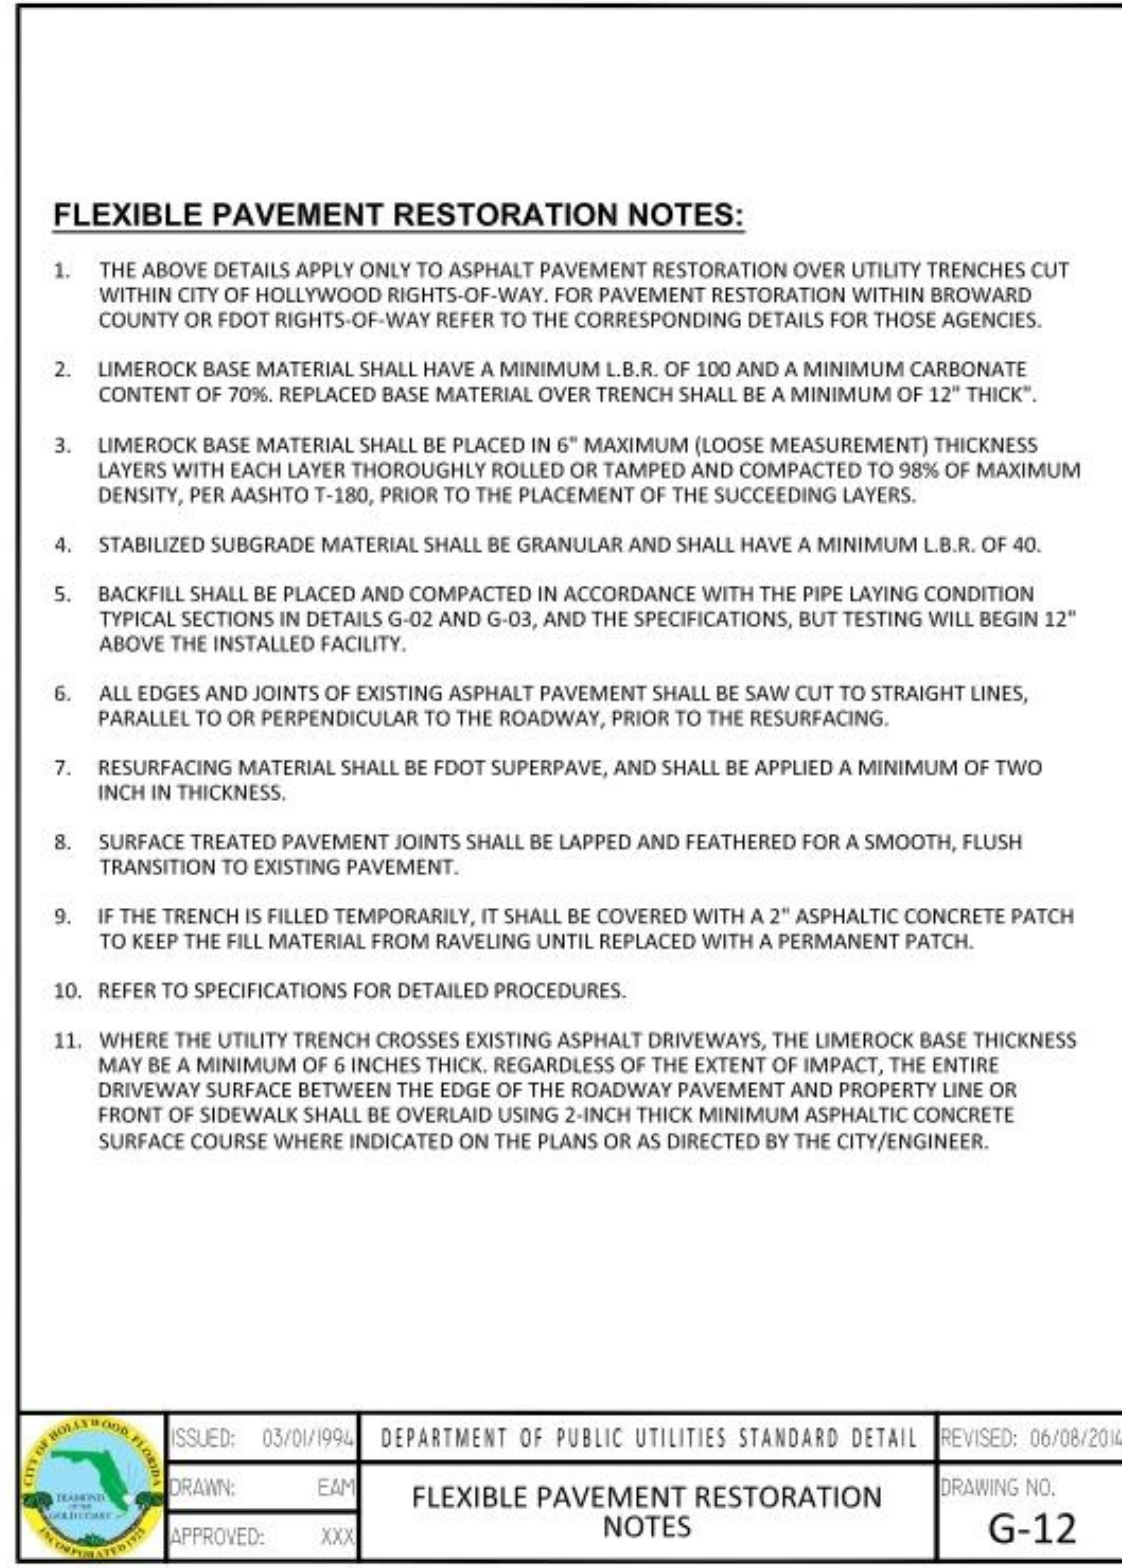 FLEXIBLE PAVEMENT RESTORATION NOTES:
1. THE ABOVE DETAILS APPLY ONLY TO ASPHALT PAVEMENT RESTORATION OVER UTILITY TRENCHES CUT
WITHIN CITY OF HOLLYWOOD RIGHTS-OF-WAY. FOR PAVEMENT RESTORATION WITHIN BROWARD
COUNTY OR FDOT RIGHTS-OF-WAY REFER TO THE CORRESPONDING DETAILS FOR THOSE AGENCIES.
2. LIMEROCK BASE MATERIAL SHALL HAVE A MINIMUM L.B.R. OF 100 AND A MINIMUM CARBONATE
CONTENT OF 70%. REPLACED BASE MATERIAL OVER TRENCH SHALL BE A MINIMUM OF 12" THICK".
3. LIMEROCK BASE MATERIAL SHALL BE PLACED IN 6" MAXIMUM (LOOSE MEASUREMENT) THICKNESS
LAYERS WITH EACH LAYER THOROUGHLY ROLLED OR TAMPED AND COMPACTED TO 98% OF MAXIMUM
DENSITY, PER AASHTO T-180, PRIOR TO THE PLACEMENT OF THE SUCCEEDING LAYERS.
4. STABILIZED SUBGRADE MATERIAL SHALL BE GRANULAR AND SHALL HAVE A MINIMUM L.B.R. OF 40.
5. BACKFILL SHALL BE PLACED AND COMPACTED IN ACCORDANCE WITH THE PIPE LAYING CONDITION
TYPICAL SECTIONS IN DETAILS G-02 AND G-03, AND THE SPECIFICATIONS, BUT TESTING WILL BEGIN 12"
ABOVE THE INSTALLED FACILITY.
6. ALL EDGES AND JOINTS OF EXISTING ASPHALT PAVEMENT SHALL BE SAW CUT TO STRAIGHT LINES,
PARALLEL TO OR PERPENDICULAR TO THE ROADWAY, PRIOR TO THE RESURFACING.
7. RESURFACING MATERIAL SHALL BE FDOT SUPERPAVE, AND SHALL BE APPLIED A MINIMUM OF TWO
INCH IN THICKNESS.
8. SURFACE TREATED PAVEMENT JOINTS SHALL BE LAPPED AND FEATHERED FOR A SMOOTH, FLUSH
TRANSITION TO EXISTING PAVEMENT.
9. IF THE TRENCH IS FILLED TEMPORARILY, IT SHALL BE COVERED WITH A 2" ASPHALTIC CONCRETE PATCH
TO KEEP THE FILL MATERIAL FROM RAVELING UNTIL REPLACED WITH A PERMANENT PATCH.
10. REFER TO SPECIFICATIONS FOR DETAILED PROCEDURES.
11. WHERE THE UTILITY TRENCH CROSSES EXISTING ASPHALT DRIVEWAYS, THE LIMEROCK BASE THICKNESS
MAY BE A MINIMUM OF 6 INCHES THICK. REGARDLESS OF THE EXTENT OF IMPACT, THE ENTIRE
DRIVEWAY SURFACE BETWEEN THE EDGE OF THE ROADWAY PAVEMENT AND PROPERTY LINE OR
FRONT OF SIDEWALK SHALL BE OVERLAID USING 2-INCH THICK MINIMUM ASPHALTIC CONCRETE
SURFACE COURSE WHERE INDICATED ON THE PLANS OR AS DIRECTED BY THE CITY/ENGINEER.
CITY OF HOLLYWOOD, FLORIDA
DIAMOND
OF THE
GOLD COAST
INCORPORATED 1925
ISSUED: 03/01/1994
DRAWN: EAM
APPROVED: XXX
DEPARTMENT OF PUBLIC UTILITIES STANDARD DETAIL
FLEXIBLE PAVEMENT RESTORATION
NOTES
REVISED: 06/08/2014
DRAWING NO.
G-12